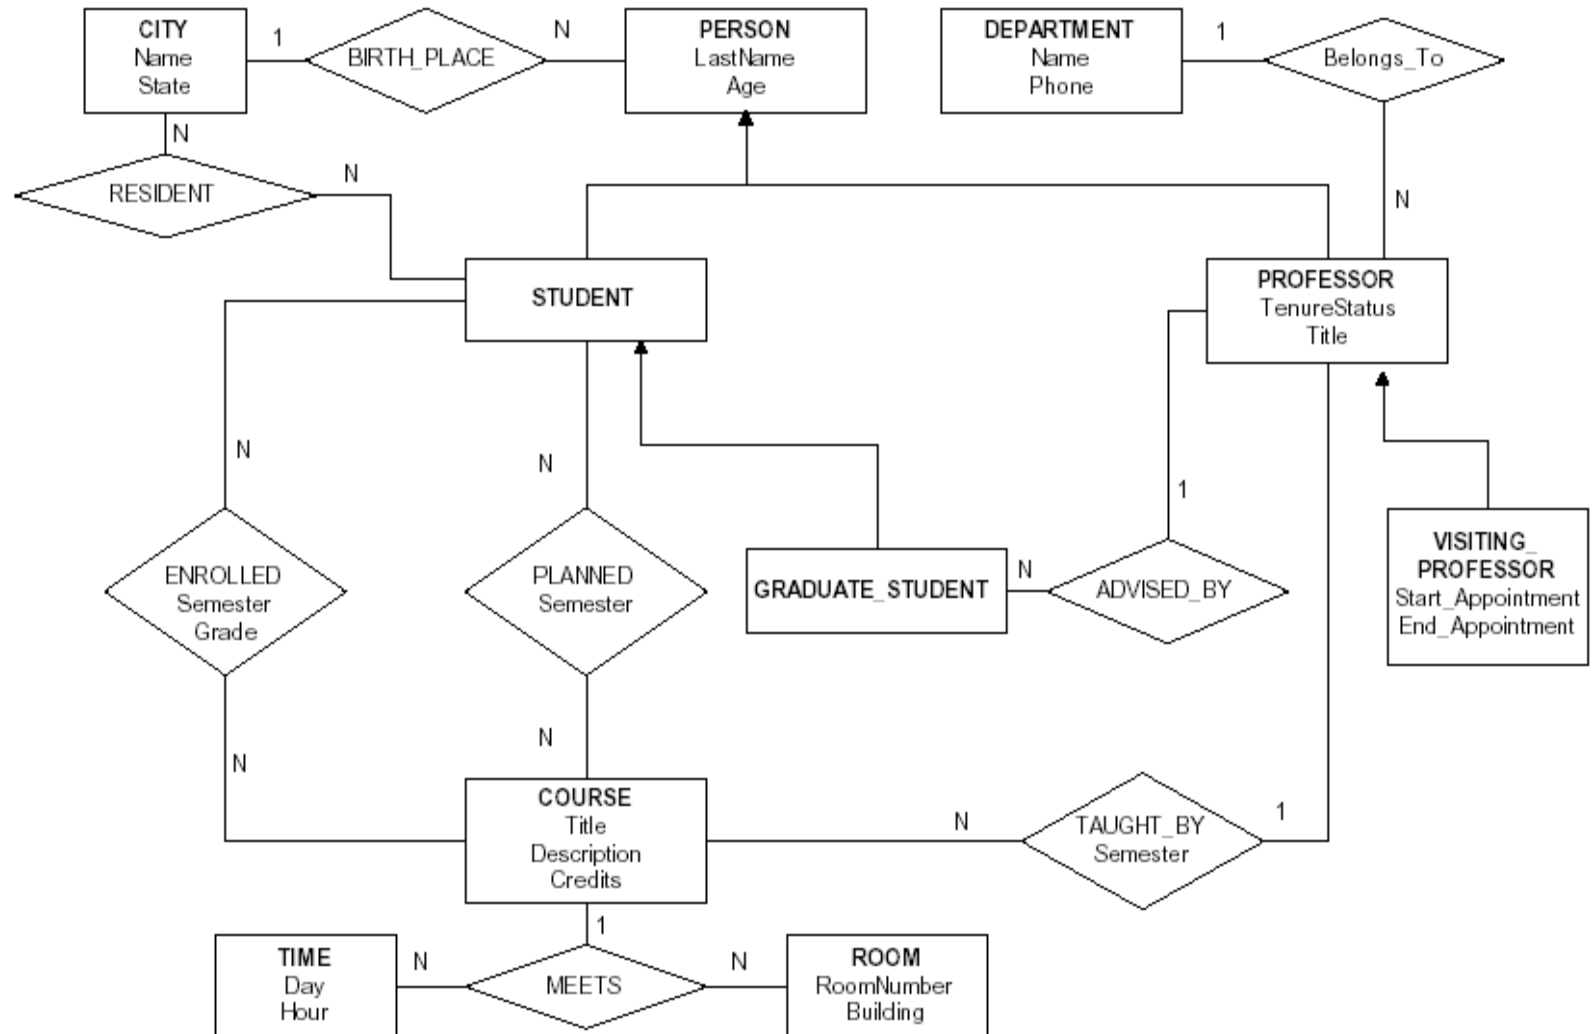 CITY
Name
State
1
BIRTH_PLACE
N
PERSON
LastName
Age
DEPARTMENT
Name
Phone
1
Belongs_To
N
RESIDENT
N
N
STUDENT
PROFESSOR
TenureStatus
Title
N
N
1
ENROLLED
Semester
Grade
PLANNED
Semester
GRADUATE_STUDENT
N
ADVISED_BY
VISITING_
PROFESSOR
Start_Appointment
End_Appointment
N
N
COURSE
Title
Description
Credits
N
TAUGHT_BY
Semester
1
1
TIME
Day
Hour
N
MEETS
N
ROOM
RoomNumber
Building